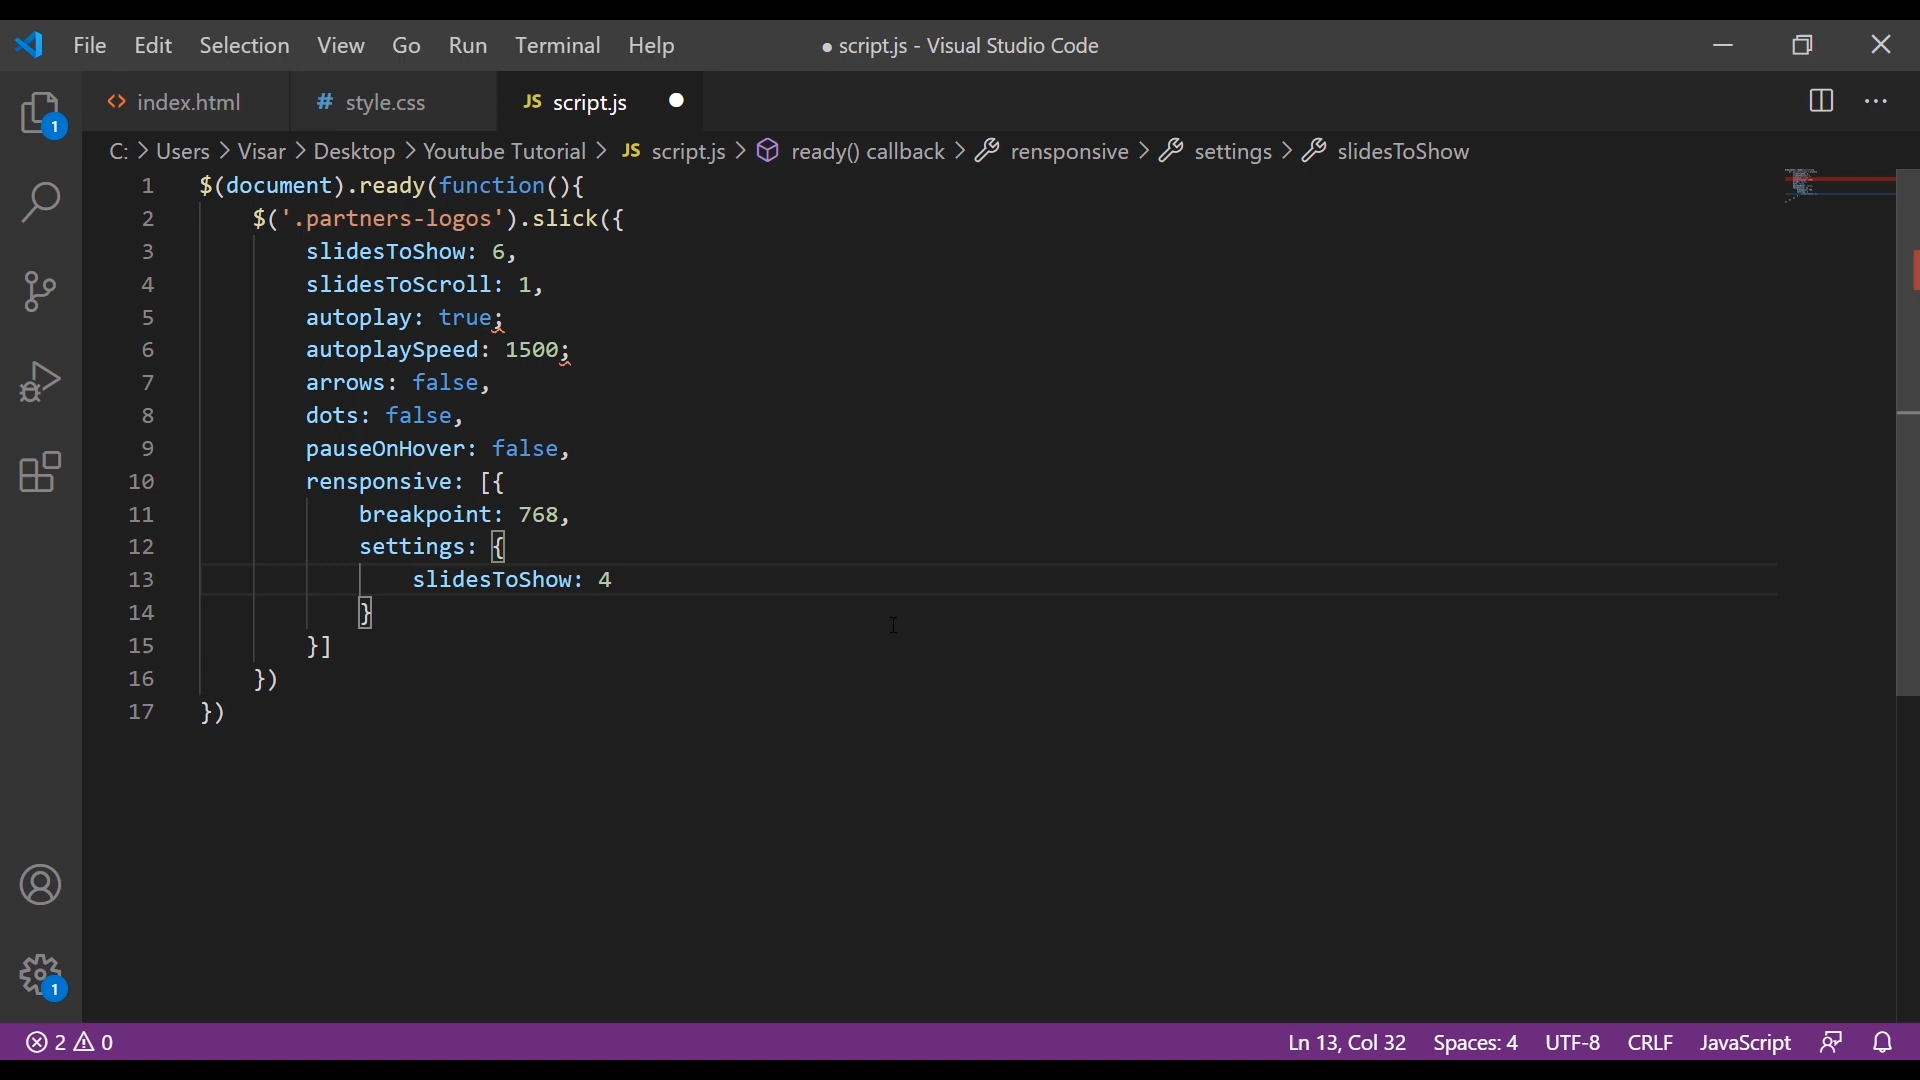 File Edit Selection View Go Run Terminal Help ● script.js - Visual Studio Code
<> index.html # style.css JS script.js ●
C: > Users > Visar > Desktop > Youtube Tutorial > JS script.js > ready() callback > rensponsive > settings > slidesToShow
1 $(document).ready(function(){
2 $('.partners-logos').slick({
3 slidesToShow: 6,
4 slidesToScroll: 1,
5 autoplay: true;
6 autoplaySpeed: 1500;
7 arrows: false,
8 dots: false,
9 pauseOnHover: false,
10 rensponsive: [{
11 breakpoint: 768,
12 settings: {
13 slidesToShow: 4
14 }
15 }]
16 })
17 })
1
1
2 0 Ln 13, Col 32 Spaces: 4 UTF-8 CRLF JavaScript